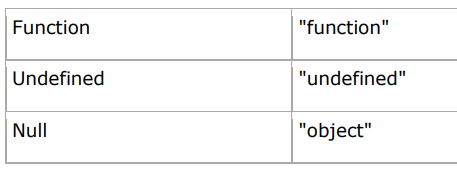 Function "function"
Undefined "undefined"
Null "object"